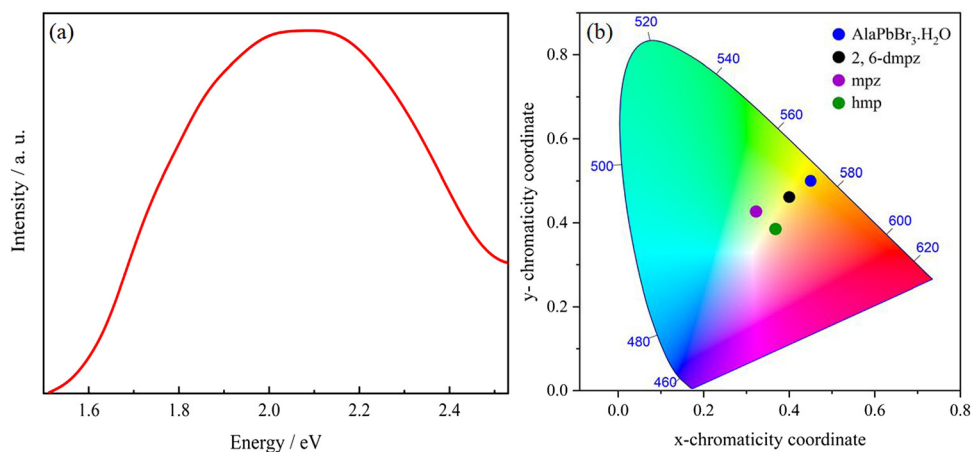 (a)
Intensity / a. u.
1.6 1.8 2.0 2.2 2.4
Energy / eV
(b)
AlaPbBr₃.H₂O
2, 6-dmpz
mpz
hmp
520
540
560
580
600
620
500
480
460
y- chromaticity coordinate
0.8
0.6
0.4
0.2
0.0
0.0 0.2 0.4 0.6 0.8
x-chromaticity coordinate